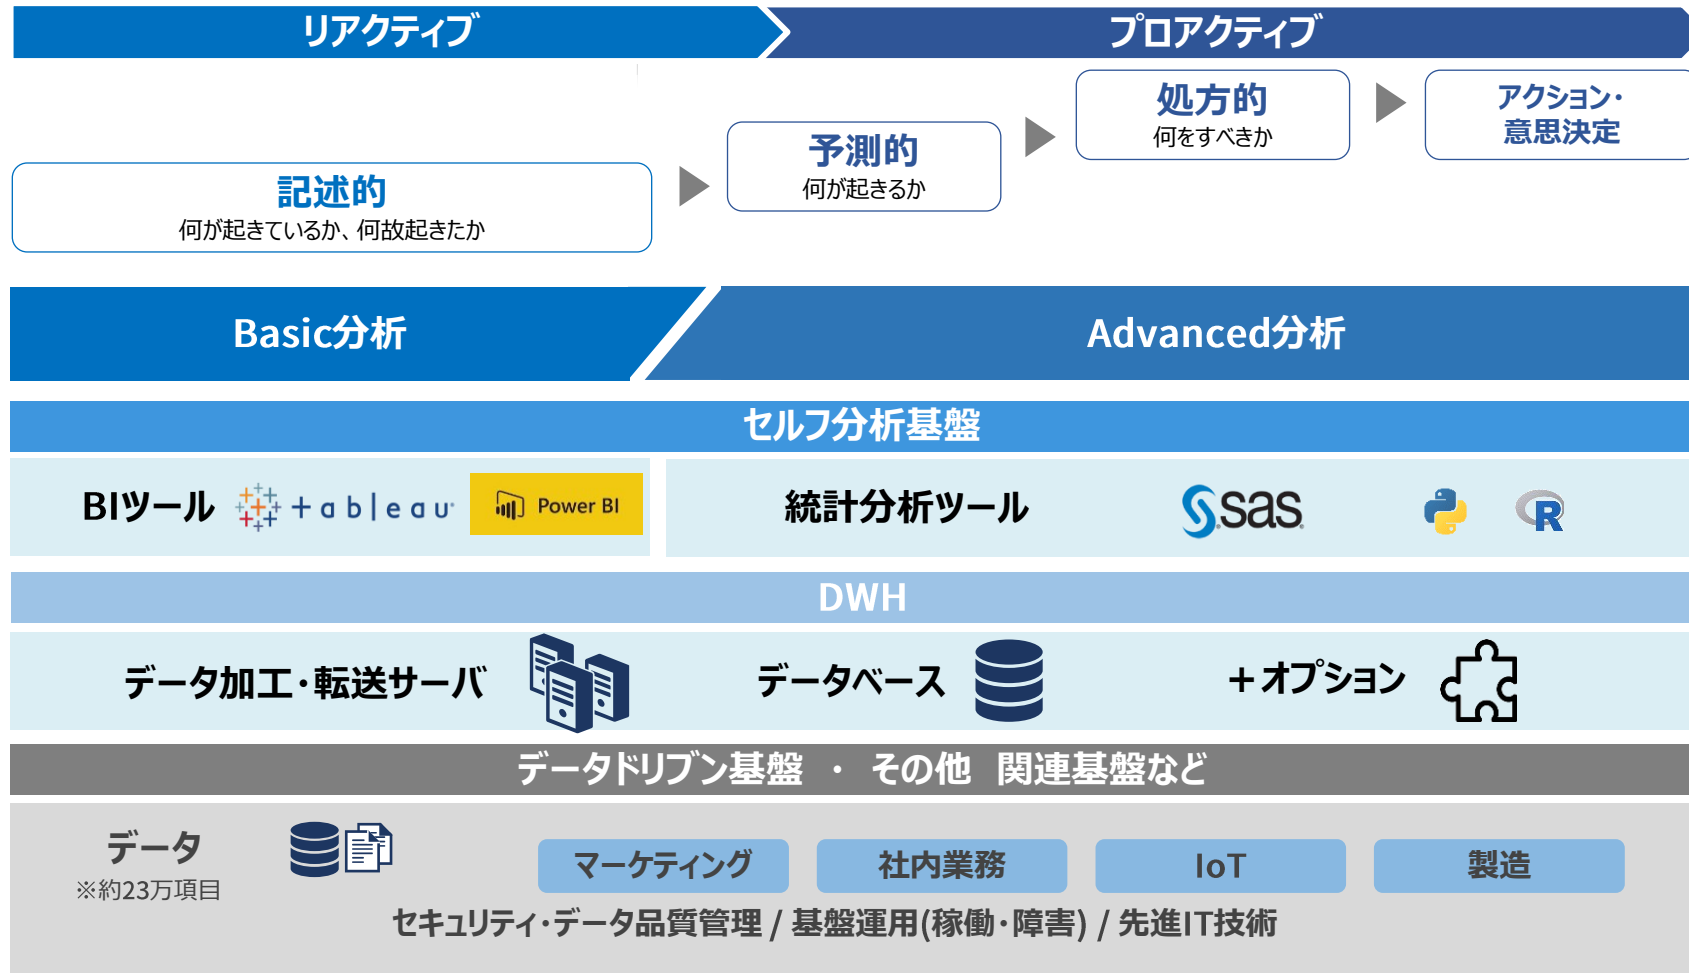 リアクティブ
プロアクティブ
処方的
何をすべきか
アクション・
意思決定
予測的
何が起きるか
記述的
何が起きているか、何故起きたか
Basic分析
Advanced分析
セルフ分析基盤
BIツール
+ableau
Power BI
統計分析ツール
sas
R
DWH
データ加工・転送サーバ
データベース
+オプション
データドリブン基盤 ・ その他 関連基盤など
データ
※約23万項目
マーケティング
社内業務
IoT
製造
セキュリティ・データ品質管理 / 基盤運用(稼働・障害) / 先進IT技術